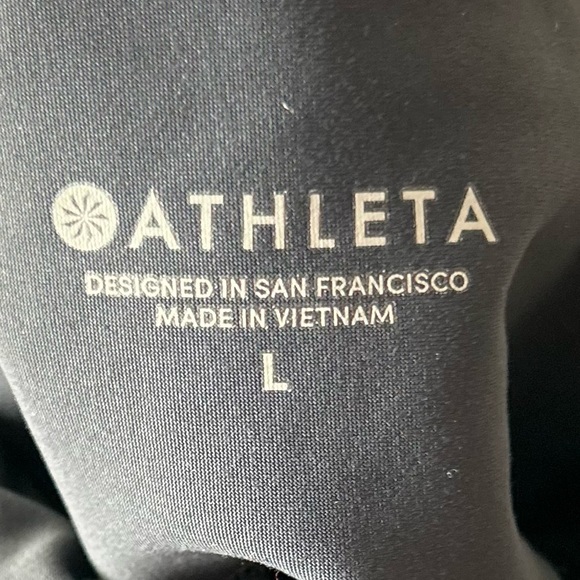 ATHLETA
DESIGNED IN SAN FRANCISCO
MADE IN VIETNAM
L